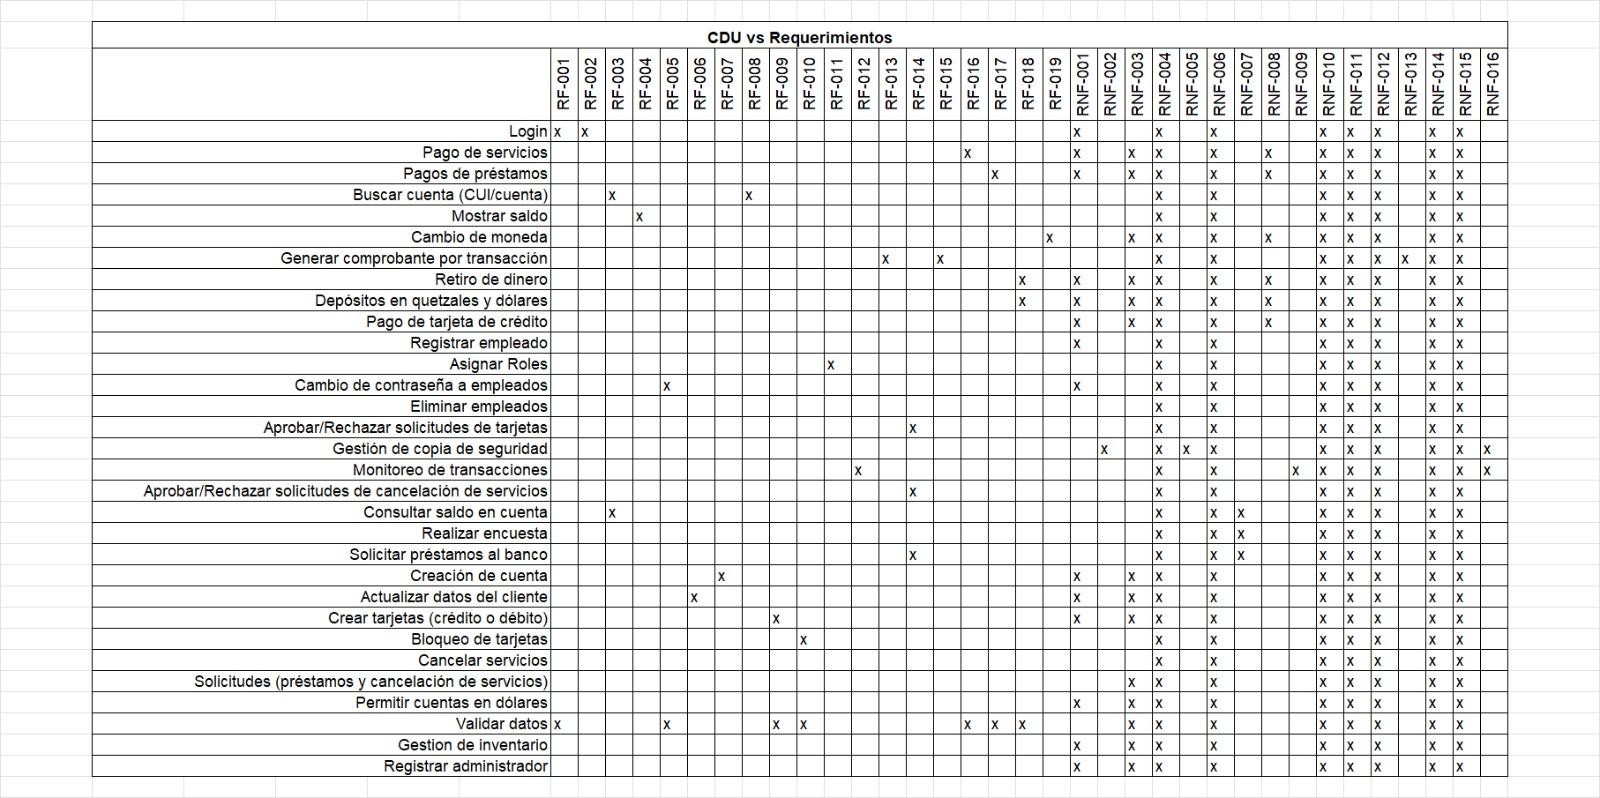 CDU vs Requerimientos
RF-001 RF-002 RF-003 RF-004 RF-005 RF-006 RF-007 RF-008 RF-009 RF-010 RF-011 RF-012 RF-013 RF-014 RF-015 RF-016 RF-017 RF-018 RF-019 RNF-001 RNF-002 RNF-003 RNF-004 RNF-005 RNF-006 RNF-007 RNF-008 RNF-009 RNF-010 RNF-011 RNF-012 RNF-013 RNF-014 RNF-015 RNF-016
Login x x x x x x x x x x
Pago de servicios x x x x x x x x x x x
Pagos de préstamos x x x x x x x x x x x
Buscar cuenta (CUI/cuenta) x x x x x x x x x
Mostrar saldo x x x x x x x x
Cambio de moneda x x x x x x x x x x
Generar comprobante por transacción x x x x x x x x x x
Retiro de dinero x x x x x x x x x x x
Depósitos en quetzales y dólares x x x x x x x x x x x
Pago de tarjeta de crédito x x x x x x x x x x
Registrar empleado x x x x x x x x
Asignar Roles x x x x x x x x
Cambio de contraseña a empleados x x x x x x x x x
Eliminar empleados x x x x x x x
Aprobar/Rechazar solicitudes de tarjetas x x x x x x x x
Gestión de copia de seguridad x x x x x x x x x x
Monitoreo de transacciones x x x x x x x x x x
Aprobar/Rechazar solicitudes de cancelación de servicios x x x x x x x x
Consultar saldo en cuenta x x x x x x x x x
Realizar encuesta x x x x x x x x
Solicitar préstamos al banco x x x x x x x x x
Creación de cuenta x x x x x x x x x x
Actualizar datos del cliente x x x x x x x x x x
Crear tarjetas (crédito o débito) x x x x x x x x x x
Bloqueo de tarjetas x x x x x x x x
Cancelar servicios x x x x x x x
Solicitudes (préstamos y cancelación de servicios) x x x x x x x x
Permitir cuentas en dólares x x x x x x x x
Validar datos x x x x x x x x x x x x x x x
Gestion de inventario x x x x x x x x x
Registrar administrador x x x x x x x x x